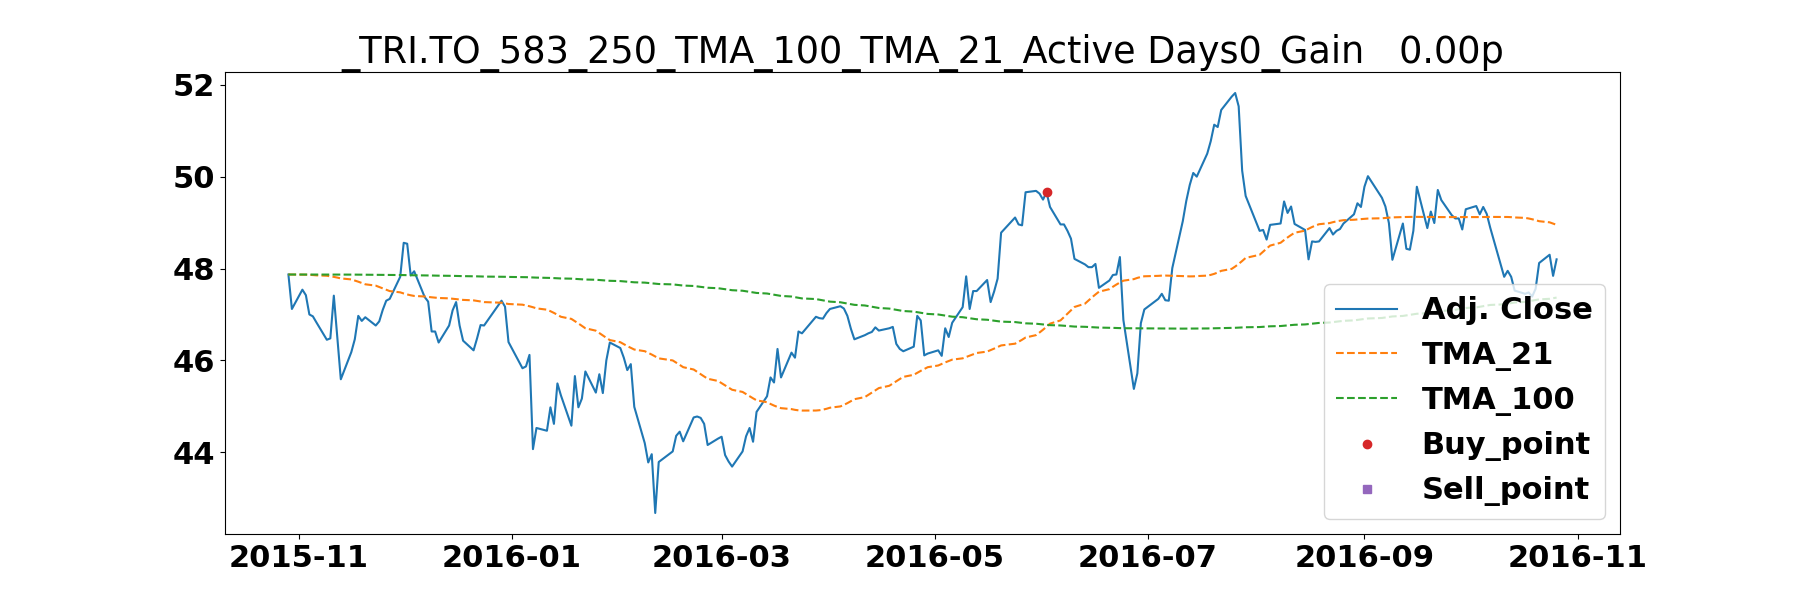 _TRI.TO_583_250_TMA_100_TMA_21_Active Days0_Gain   0.00p
52
50
48
46
44
Adj. Close
TMA_21
TMA_100
Buy_point
Sell_point
2015-11 2016-01 2016-03 2016-05 2016-07 2016-09 2016-11